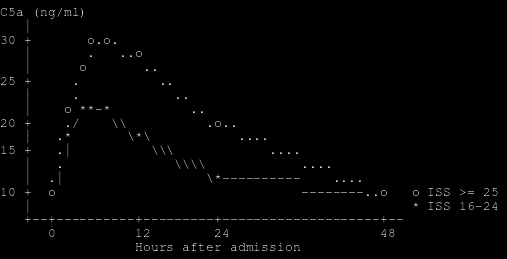 C5a (ng/ml)
30
25
20
15
10
o ISS >= 25
* ISS 16-24
0 12 24 48
Hours after admission